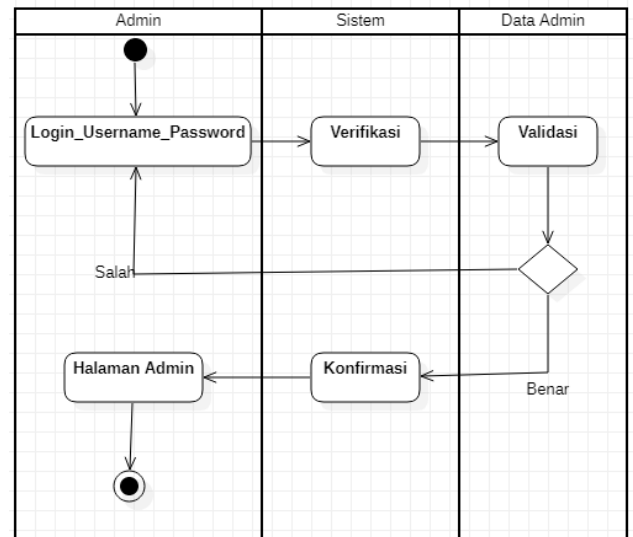 Admin
Sistem
Data Admin
Login_Username_Password
Verifikasi
Validasi
Salah
Halaman Admin
Konfirmasi
Benar